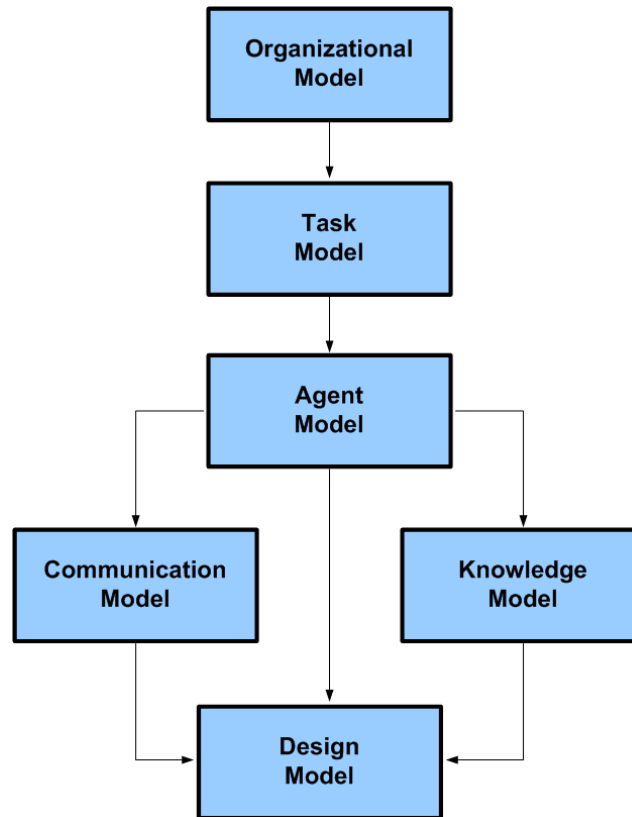 Organizational
Model
Task
Model
Agent
Model
Communication
Model
Knowledge
Model
Design
Model